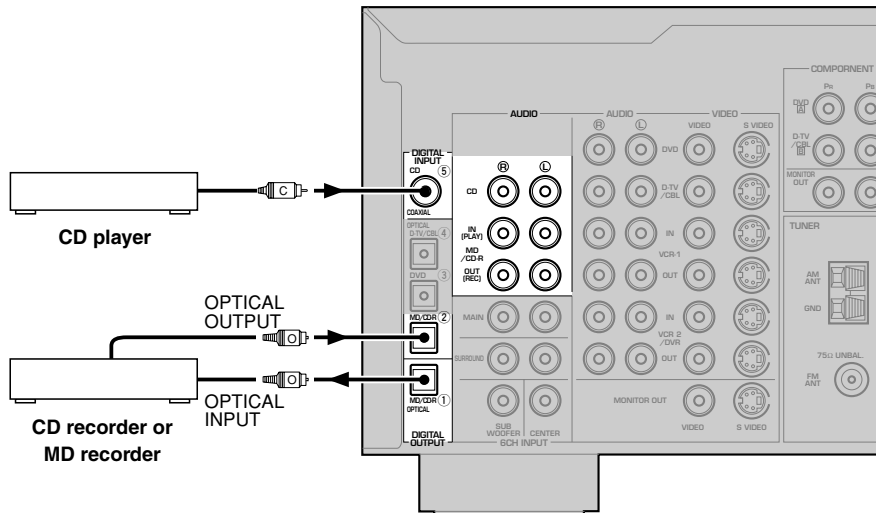 COMPORNENT
PR
PB
DVD
A
D-TV
/CBL
B
MONITOR
OUT
AUDIO
AUDIO
VIDEO
R
L
VIDEO
S VIDEO
DVD
D-TV
/CBL
IN
VCR-1
OUT
IN
VCR 2
/DVR
OUT
MONITOR OUT
VIDEO
S VIDEO
DIGITAL
INPUT
CD
5
COAXIAL
OPTICAL
D-TV/CBL
4
DVD
3
MD/CD-R
2
MD/CD-R
1
OPTICAL
DIGITAL
OUTPUT
R
L
CD
IN
(PLAY)
MD
/CD-R
OUT
(REC)
MAIN
SURROUND
SUB
WOOFER
CENTER
6CH INPUT
TUNER
AM
ANT
GND
75Ω UNBAL.
FM
ANT
C
CD player
OPTICAL
OUTPUT
O
O
OPTICAL
INPUT
CD recorder or
MD recorder